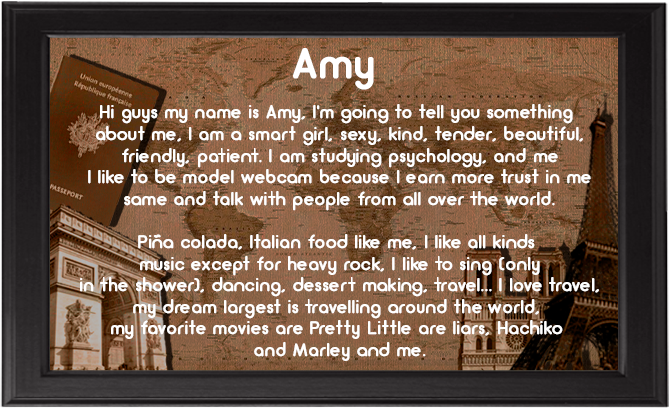 Amy
Union européenne
République française
Hi guys my name is Amy, I'm going to tell you something
about me, I am a smart girl, sexy, kind, tender, beautiful,
friendly, patient. I am studying psychology, and me
I like to be model webcam because I earn more trust in me
same and talk with people from all over the world.
PASSEPORT
Piña colada, Italian food like me, I like all kinds
music except for heavy rock, I like to sing (only
in the shower), dancing, dessert making, travel... I love travel,
my dream largest is travelling around the world,
my favorite movies are Pretty Little are liars, Hachiko
and Marley and me.